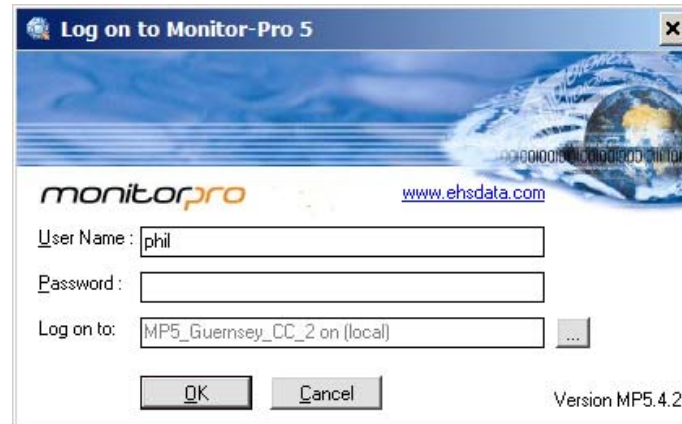 Log on to Monitor-Pro 5
monitorpro
www.ehsdata.com
User Name :
phil
Password :
Log on to:
MP5_Guernsey_CC_2 on (local)
...
OK
Cancel
Version MP5.4.2